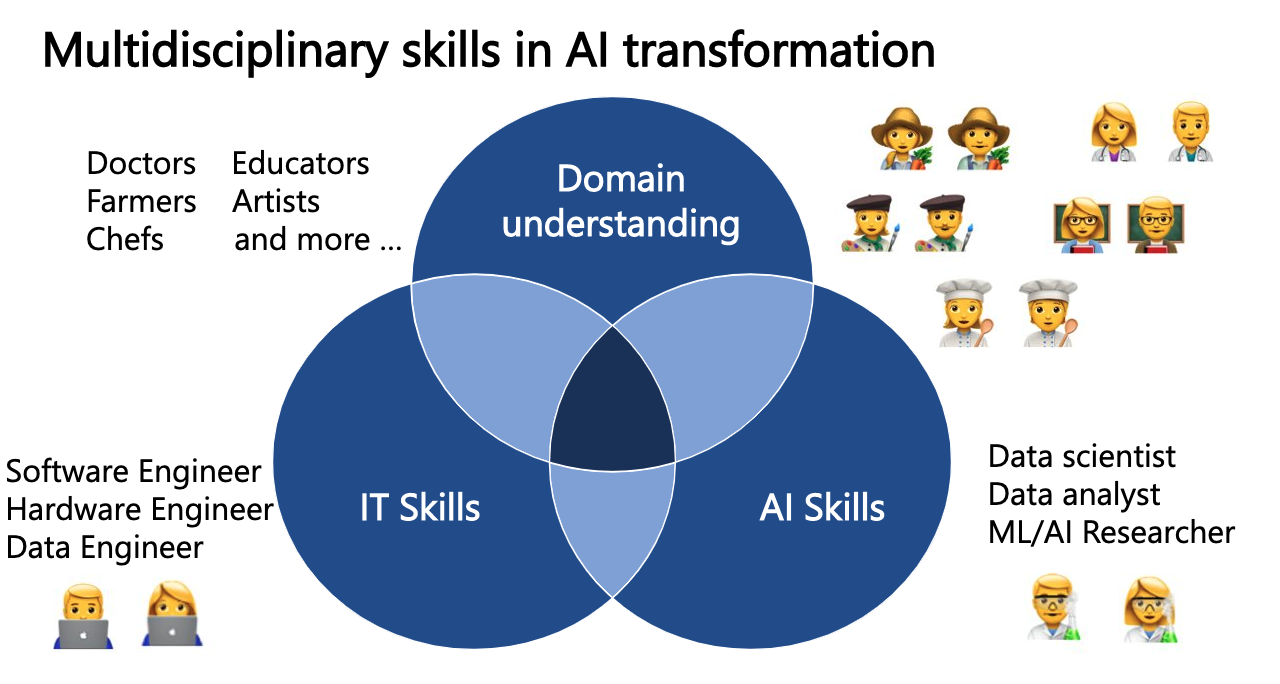 Multidisciplinary skills in AI transformation
Doctors Educators
Farmers Artists
Chefs and more ...
Domain
understanding
Software Engineer
Hardware Engineer
Data Engineer
IT Skills
AI Skills
Data scientist
Data analyst
ML/AI Researcher